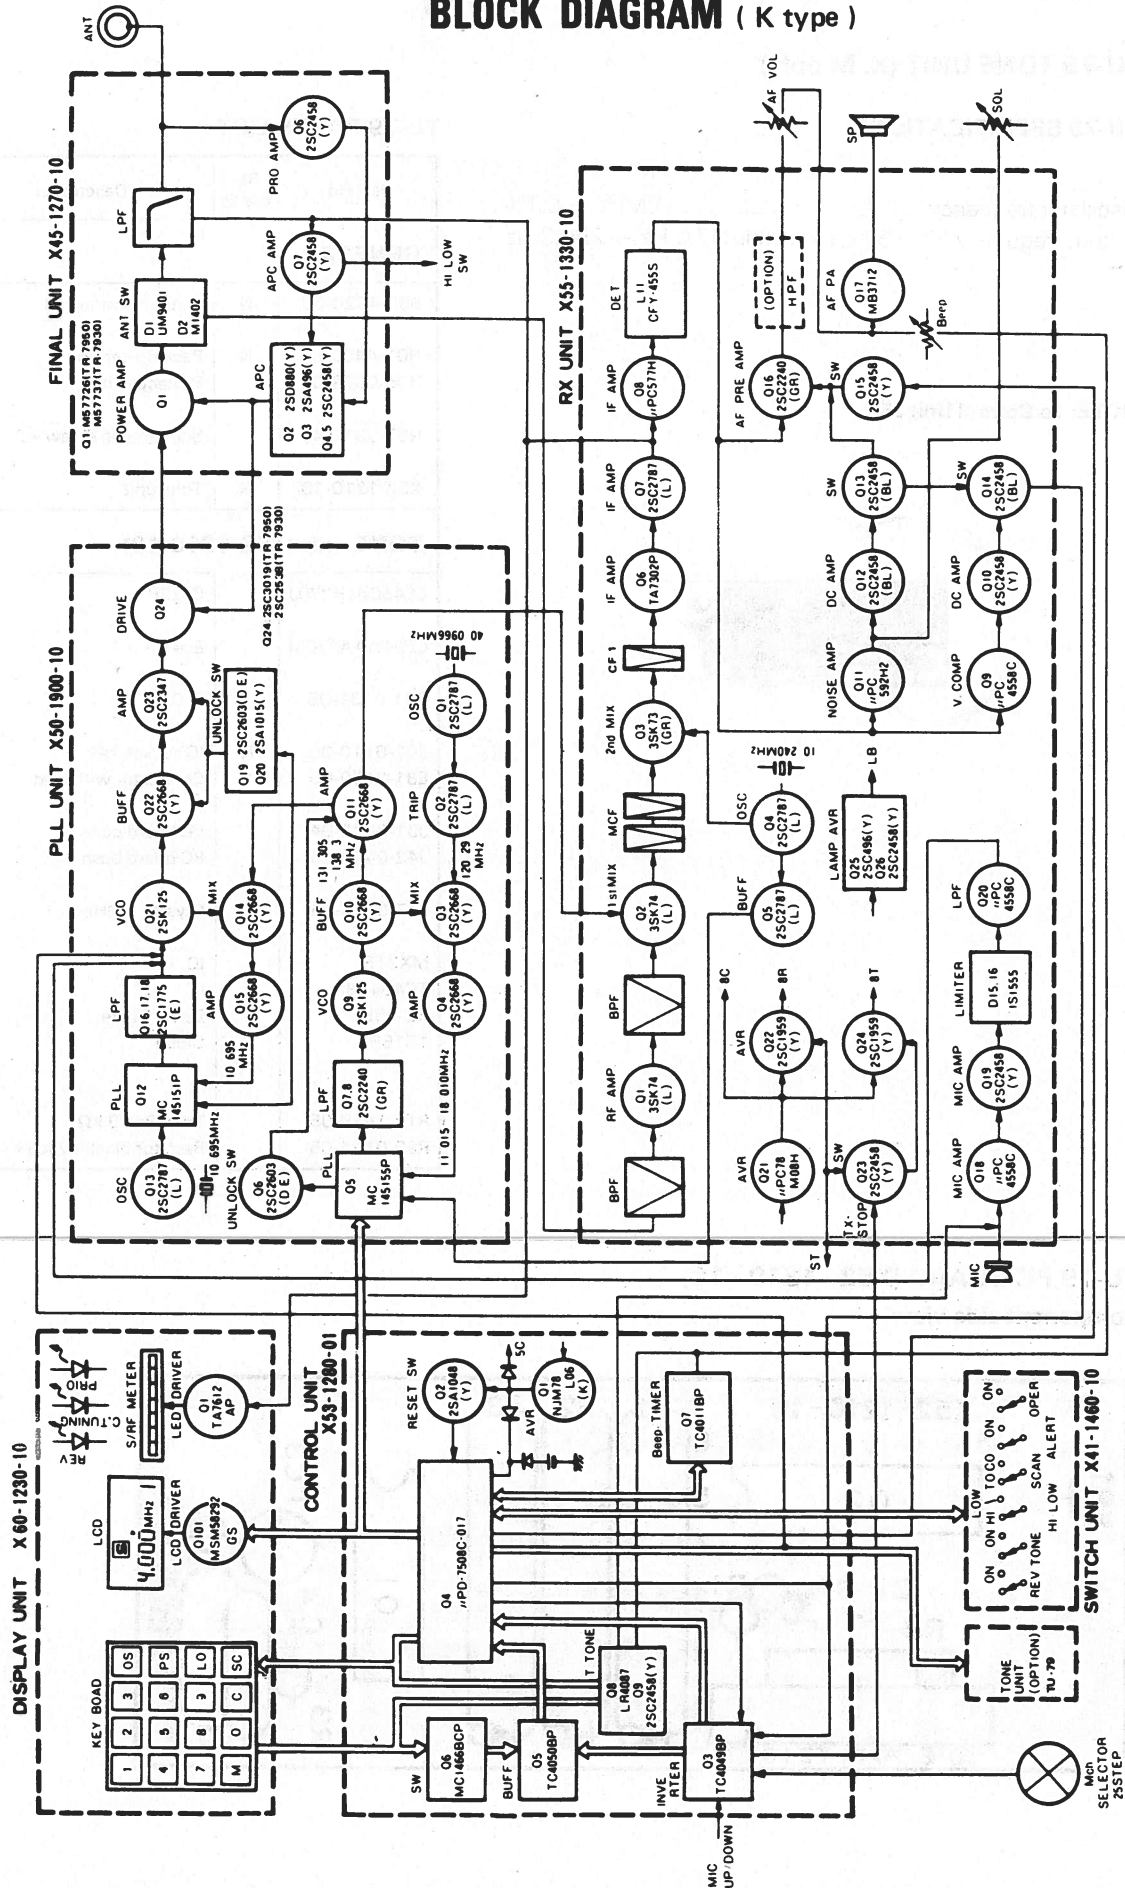 BLOCK DIAGRAM ( K type )
DISPLAY UNIT X60-1230-10
KEY BOAD
1 2 3 OS
4 5 6 PS
7 8 9 LO
M 0 C SC
LCD
S
4.000MHz
LCD DRIVER
Q101
MSM58292
GS
REV
C.TUNING
PRIO
S/RF METER
LED DRIVER
Q1
TA7612
AP
CONTROL UNIT
X53-1280-01
SW
Q6
MC1466BCP
BUFF
Q5
TC4050BP
INVE
RTER
Q3
TC4049BP
MIC
UP/DOWN
T TONE
Q8
LR4087
Q9
2SC2458(Y)
Q4
μPD-7508C-017
RESET SW
Q2
2SA1048
(Y)
AVR
Q1
NJM78
L06
(K)
5C
Beep-TIMER
Q7
TC4011BP
Mch
SELECTOR
25STEP
TONE
UNIT
(OPTION)
TU-79
SWITCH UNIT X41-1460-10
LOW
ON ON HI TOCO ON ON
REV TONE HI LOW SCAN ALERT OPER
PLL UNIT X50-1900-10
OSC
Q13
2SC2787
(L)
10 695MHz
PLL
Q12
MC
145151P
LPF
Q16.17.18
2SC1775
(E)
VCO
Q21
2SK125
BUFF
Q22
2SC2668
(Y)
AMP
Q23
2SC2347
DRIVE
Q24
Q24:2SC3019(TR-7950)
2SC2538(TR-7930)
UNLOCK SW
Q19 2SC2603(DE)
Q20 2SA1015(Y)
MIX
Q14
2SC2668
(Y)
AMP
Q15
2SC2668
(Y)
10 695
MHz
UNLOCK SW
Q6
2SC2603
(DE)
PLL
Q5
MC
145155P
LPF
Q7.8
2SC2240
(GR)
VCO
Q9
2SK125
BUFF
Q10
2SC2668
(Y)
131 305
138 3
MHz
AMP
Q11
2SC2668
(Y)
AMP
Q4
2SC2668
(Y)
MIX
Q3
2SC2668
(Y)
TRIP
Q2
2SC2787
(L)
OSC
Q1
2SC2787
(L)
40 0966MHz
120 29
MHz
11 015 - 18 010MHz
FINAL UNIT X45-1270-10
Q1:M57726(TR-7950)
M57737(TR-7930)
POWER AMP
Q1
ANT SW
D1
UM9401
D2
M1402
LPF
ANT
APC
Q2 2SD880(Y)
Q3 2SA496(Y)
Q4.5 2SC2458(Y)
APC AMP
Q7
2SC2458
(Y)
HI LOW
SW
PRO AMP
Q6
2SC2458
(Y)
RX UNIT X55-1330-10
BPF
RF AMP
Q1
3SK74
(L)
BPF
1st MIX
Q2
3SK74
(L)
MCF
2nd MIX
Q3
3SK73
(GR)
CF1
IF AMP
Q6
TA7302P
IF AMP
Q7
2SC2787
(L)
IF AMP
Q8
μPC577H
DET
L11
CFY-455S
BUFF
Q5
2SC2787
(L)
OSC
Q4
2SC2787
(L)
10 240MHz
AVR
Q21
μPC78
M08H
AVR
Q22
2SC1959
(Y)
8C
8R
ST
SW
Q23
2SC2458
(Y)
TX-
STOP
Q24
2SC1959
(Y)
8T
LAMP AVR
Q25
2SC496(Y)
Q26
2SC2458(Y)
LB
MIC
MIC AMP
Q18
μPC
4558C
MIC AMP
Q19
2SC2458
(Y)
LIMITER
D15.16
1S1555
LPF
Q20
μPC
4558C
NOISE AMP
Q11
μPC
592H2
DC AMP
Q12
2SC2458
(BL)
SW
Q13
2SC2458
(BL)
V.COMP
Q9
μPC
4558C
DC AMP
Q10
2SC2458
(Y)
Q14
2SC2458
(BL)
SW
Q15
2SC2458
(Y)
AF PRE AMP
Q16
2SC2240
(GR)
(OPTION)
HPF
AF PA
Q17
MB3712
Beep
AF VOL
SP
SQL